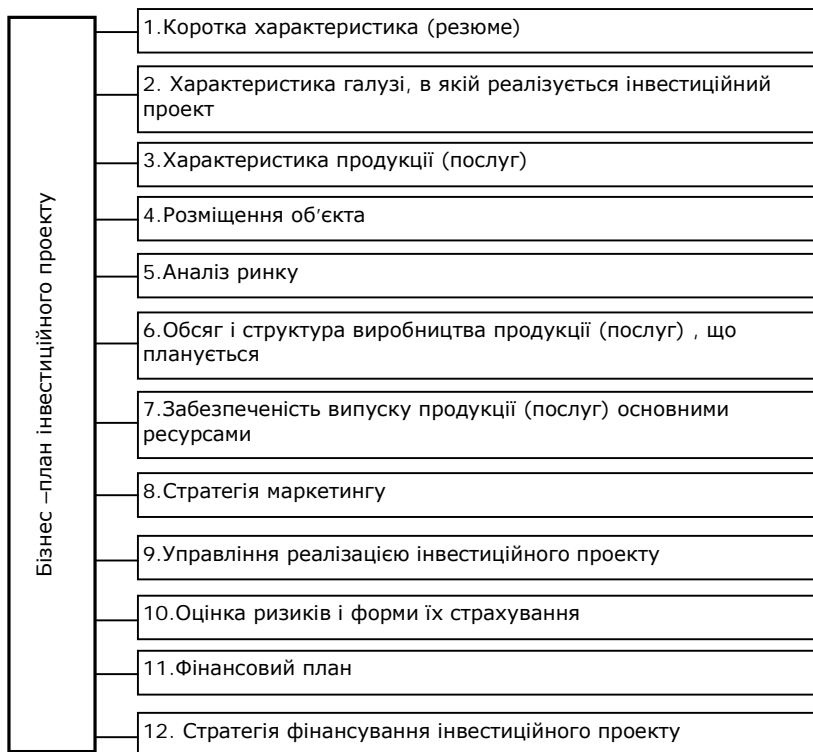 Бізнес –план інвестиційного проекту
1.Коротка характеристика (резюме)
2. Характеристика галузі, в якій реалізується інвестиційний
проект
3.Характеристика продукції (послуг)
4.Розміщення об’єкта
5.Аналіз ринку
6.Обсяг і структура виробництва продукції (послуг) , що
планується
7.Забезпеченість випуску продукції (послуг) основними
ресурсами
8.Стратегія маркетингу
9.Управління реалізацією інвестиційного проекту
10.Оцінка ризиків і форми їх страхування
11.Фінансовий план
12. Стратегія фінансування інвестиційного проекту